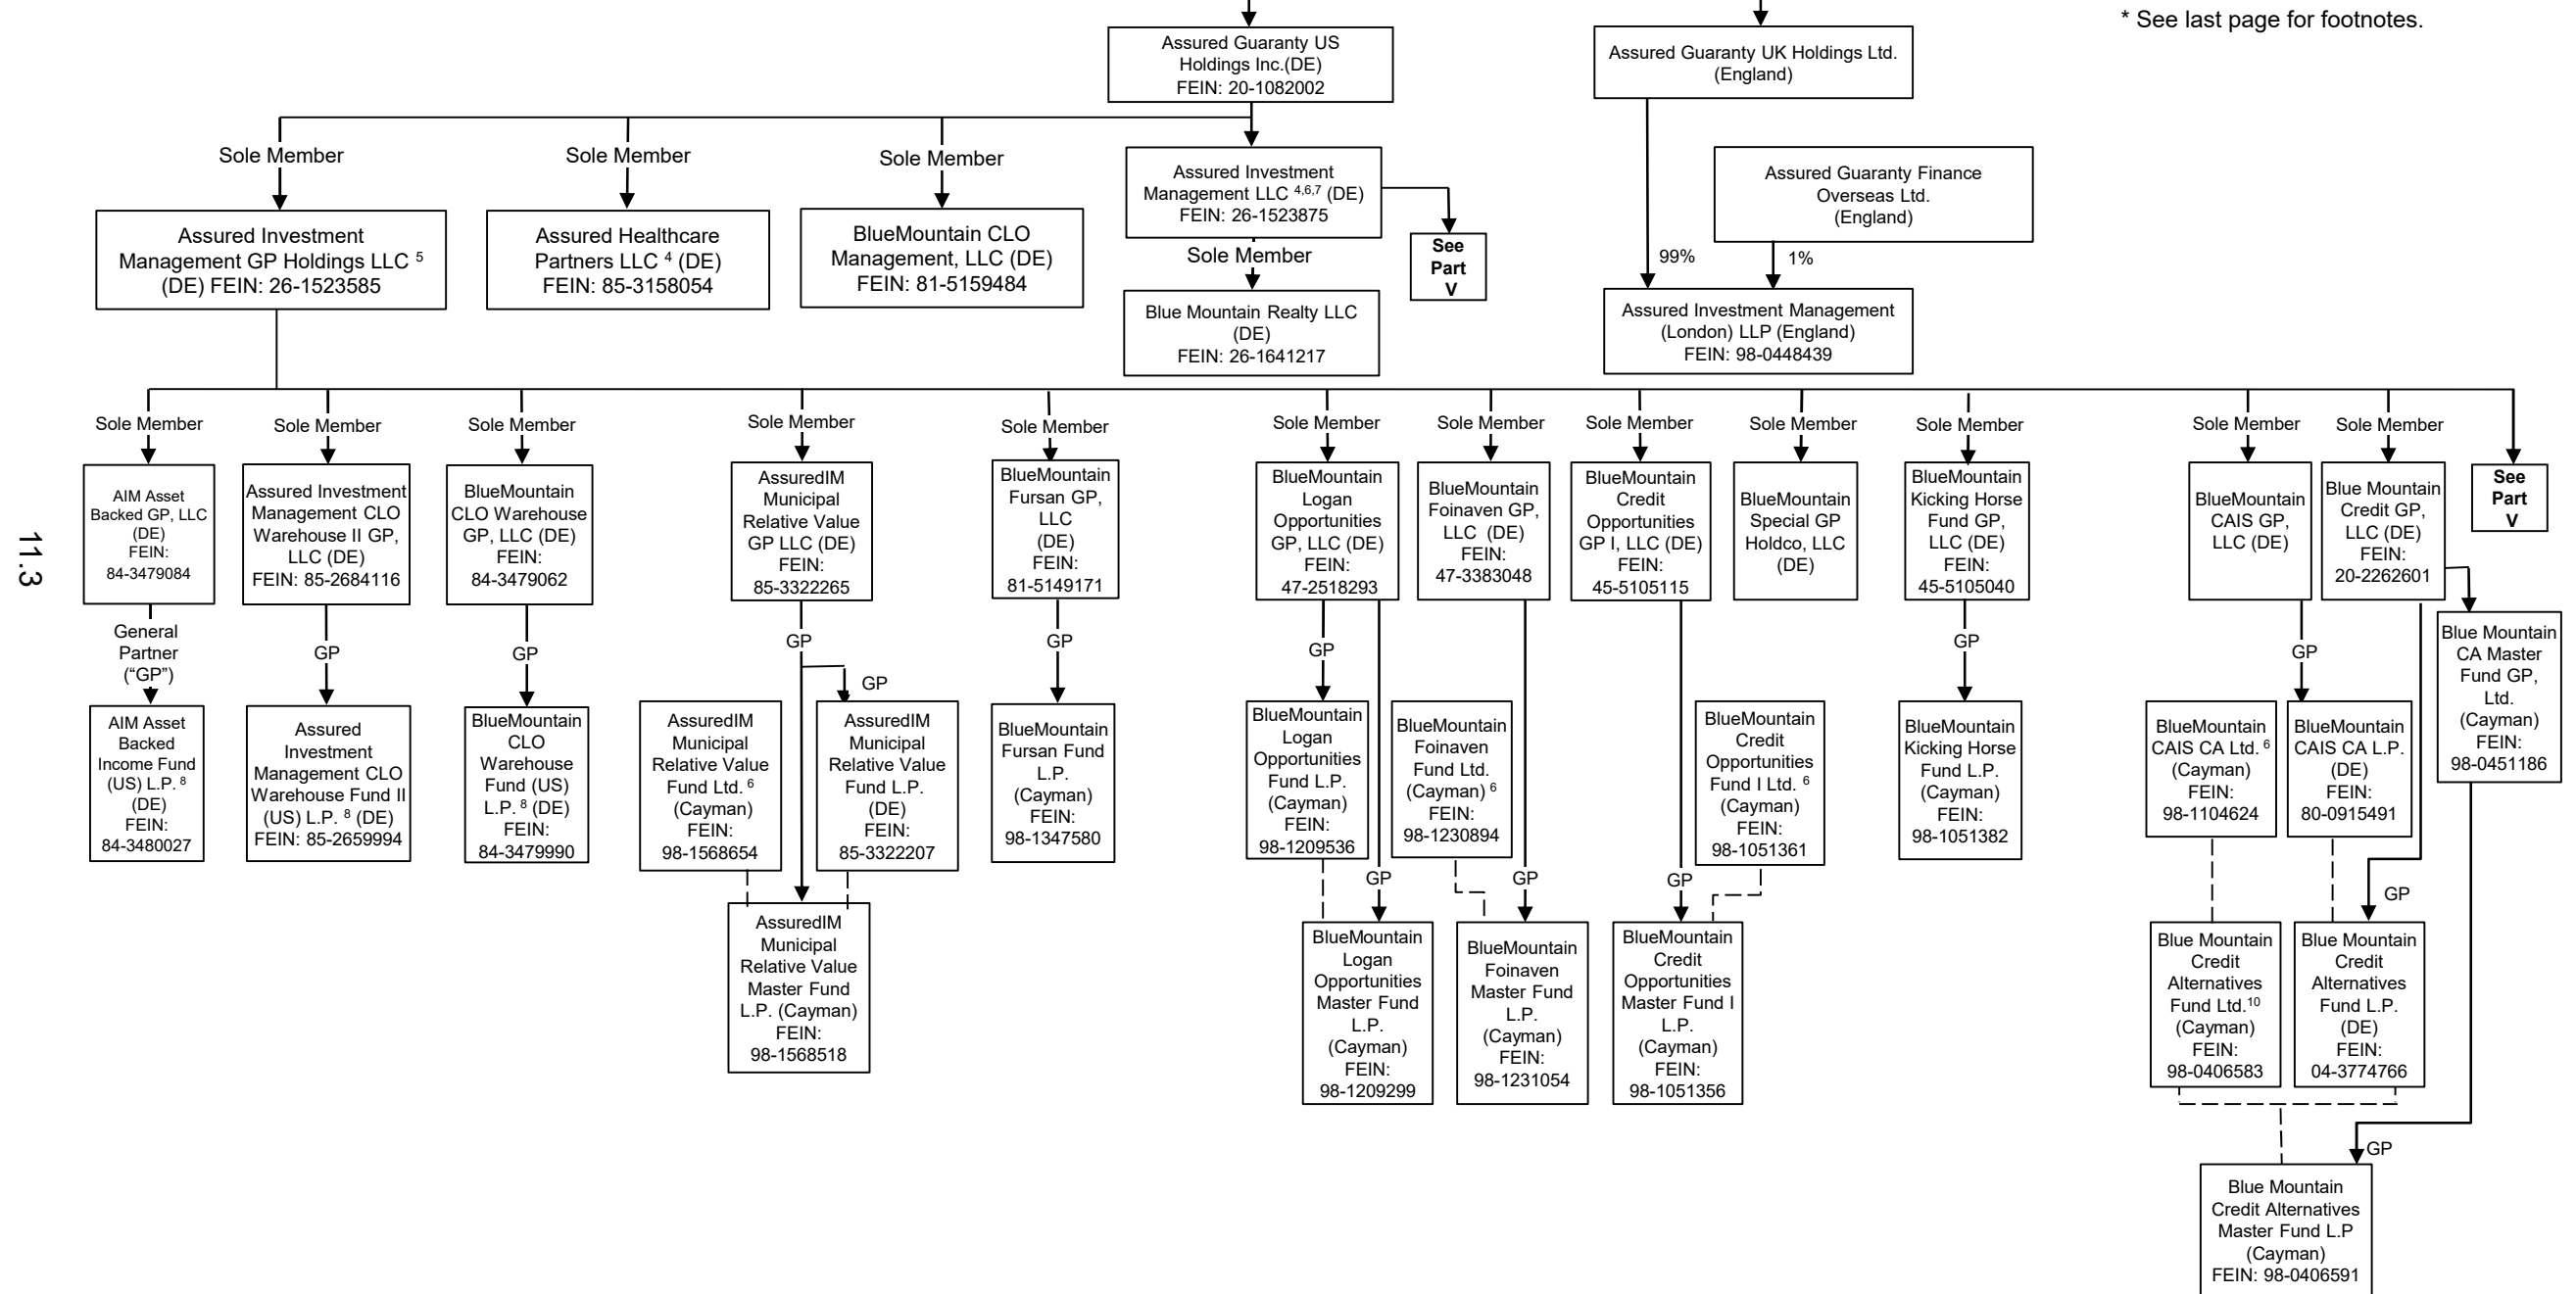 * See last page for footnotes.
Assured Guaranty US
Holdings Inc.(DE)
FEIN: 20-1082002
Assured Guaranty UK Holdings Ltd.
(England)
Sole Member
Sole Member
Sole Member
Assured Investment
Management LLC 4,6,7 (DE)
FEIN: 26-1523875
Assured Guaranty Finance
Overseas Ltd.
(England)
Assured Investment
Management GP Holdings LLC 5
(DE) FEIN: 26-1523585
Assured Healthcare
Partners LLC 4 (DE)
FEIN: 85-3158054
BlueMountain CLO
Management, LLC (DE)
FEIN: 81-5159484
Sole Member
See
Part
V
99%
1%
Blue Mountain Realty LLC
(DE)
FEIN: 26-1641217
Assured Investment Management
(London) LLP (England)
FEIN: 98-0448439
Sole Member
Sole Member
Sole Member
Sole Member
Sole Member
Sole Member
Sole Member
Sole Member
Sole Member
Sole Member
Sole Member
Sole Member
AIM Asset
Backed GP, LLC
(DE)
FEIN:
84-3479084
Assured Investment
Management CLO
Warehouse II GP,
LLC (DE)
FEIN: 85-2684116
BlueMountain
CLO Warehouse
GP, LLC (DE)
FEIN:
84-3479062
AssuredIM
Municipal
Relative Value
GP LLC (DE)
FEIN:
85-3322265
BlueMountain
Fursan GP,
LLC
(DE)
FEIN:
81-5149171
BlueMountain
Logan
Opportunities
GP, LLC (DE)
FEIN:
47-2518293
BlueMountain
Foinaven GP,
LLC (DE)
FEIN:
47-3383048
BlueMountain
Credit
Opportunities
GP I, LLC (DE)
FEIN:
45-5105115
BlueMountain
Special GP
Holdco, LLC
(DE)
BlueMountain
Kicking Horse
Fund GP,
LLC (DE)
FEIN:
45-5105040
BlueMountain
CAIS GP,
LLC (DE)
Blue Mountain
Credit GP,
LLC (DE)
FEIN:
20-2262601
See
Part
V
11.3
General
Partner
(“GP”)
GP
GP
GP
GP
GP
GP
GP
GP
Blue Mountain
CA Master
Fund GP,
Ltd.
(Cayman)
FEIN:
98-0451186
AIM Asset
Backed
Income Fund
(US) L.P. 8
(DE)
FEIN:
84-3480027
Assured
Investment
Management CLO
Warehouse Fund II
(US) L.P. 8 (DE)
FEIN: 85-2659994
BlueMountain
CLO
Warehouse
Fund (US)
L.P. 8 (DE)
FEIN:
84-3479990
AssuredIM
Municipal
Relative Value
Fund Ltd. 6
(Cayman)
FEIN:
98-1568654
AssuredIM
Municipal
Relative Value
Fund L.P.
(DE)
FEIN:
85-3322207
BlueMountain
Fursan Fund
L.P.
(Cayman)
FEIN:
98-1347580
BlueMountain
Logan
Opportunities
Fund L.P.
(Cayman)
FEIN:
98-1209536
BlueMountain
Foinaven
Fund Ltd.
(Cayman) 6
FEIN:
98-1230894
BlueMountain
Credit
Opportunities
Fund I Ltd. 6
(Cayman)
FEIN:
98-1051361
BlueMountain
Kicking Horse
Fund L.P.
(Cayman)
FEIN:
98-1051382
BlueMountain
CAIS CA Ltd. 6
(Cayman)
FEIN:
98-1104624
BlueMountain
CAIS CA L.P.
(DE)
FEIN:
80-0915491
GP
GP
GP
GP
AssuredIM
Municipal
Relative Value
Master Fund
L.P. (Cayman)
FEIN:
98-1568518
BlueMountain
Logan
Opportunities
Master Fund
L.P.
(Cayman)
FEIN:
98-1209299
BlueMountain
Foinaven
Master Fund
L.P.
(Cayman)
FEIN:
98-1231054
BlueMountain
Credit
Opportunities
Master Fund I
L.P.
(Cayman)
FEIN:
98-1051356
Blue Mountain
Credit
Alternatives
Fund Ltd.10
(Cayman)
FEIN:
98-0406583
Blue Mountain
Credit
Alternatives
Fund L.P.
(DE)
FEIN:
04-3774766
GP
Blue Mountain
Credit Alternatives
Master Fund L.P
(Cayman)
FEIN: 98-0406591